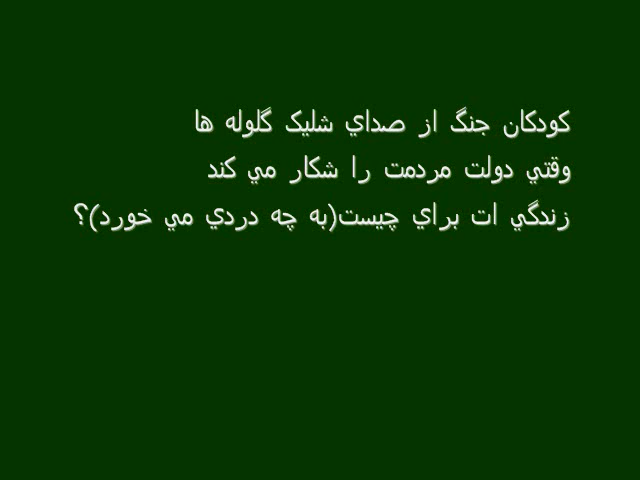 کودکان جنگ از صداي شليک گلوله ها
وقتي دولت مردمت را شکار مي کند
زندگي ات براي چيست(به چه دردي مي خورد)؟